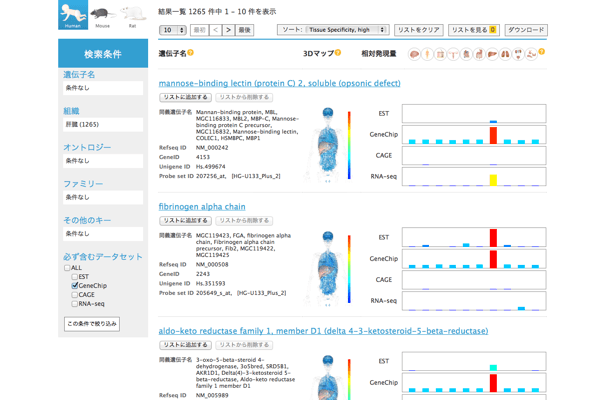 結果一覧 1265 件中 1 – 10 件を表示
Human
Mouse
Rat
10
最初
<
>
最後
ソート: Tissue Specificity, high
リストをクリア
リストを見る 0
ダウンロード
検索条件
遺伝子名
条件なし
組織
肝臓 (1265)
オントロジー
条件なし
ファミリー
条件なし
その他のキー
条件なし
必ず含むデータセット
ALL
EST
GeneChip
CAGE
RNA-seq
この条件で絞り込み
遺伝子名 ?
3Dマップ ?
相対発現量
?
mannose-binding lectin (protein C) 2, soluble (opsonic defect)
リストに追加する
リストから削除する
同義遺伝子名 Mannan-binding protein, MBL,
MGC116833, MBL2, MBP-C, Mannose-
binding protein C precursor,
MGC116832, Mannose-binding lectin,
COLEC1, HSMBPC, MBP1
Refseq ID NM_000242
GeneID 4153
Unigene ID Hs.499674
Probe set ID 207256_at, [HG-U133_Plus_2]
EST
GeneChip
CAGE
RNA-seq
fibrinogen alpha chain
リストに追加する
リストから削除する
同義遺伝子名 MGC119423, FGA, fibrinogen alpha
chain, Fibrinogen alpha chain
precursor, Fib2, MGC119422,
MGC119425
Refseq ID NM_000508
GeneID 2243
Unigene ID Hs.351593
Probe set ID 205649_s_at, [HG-U133_Plus_2]
EST
GeneChip
CAGE
RNA-seq
aldo-keto reductase family 1, member D1 (delta 4-3-ketosteroid-5-beta-reductase)
リストに追加する
リストから削除する
同義遺伝子名 3-oxo-5-beta-steroid 4-
dehydrogenase, 3o5bred, SRD5B1,
AKR1D1, Delta(4)-3-ketosteroid 5-
beta-reductase, Aldo-keto reductase
family 1 member D1
Refseq ID NM_005989
EST
GeneChip
CAGE